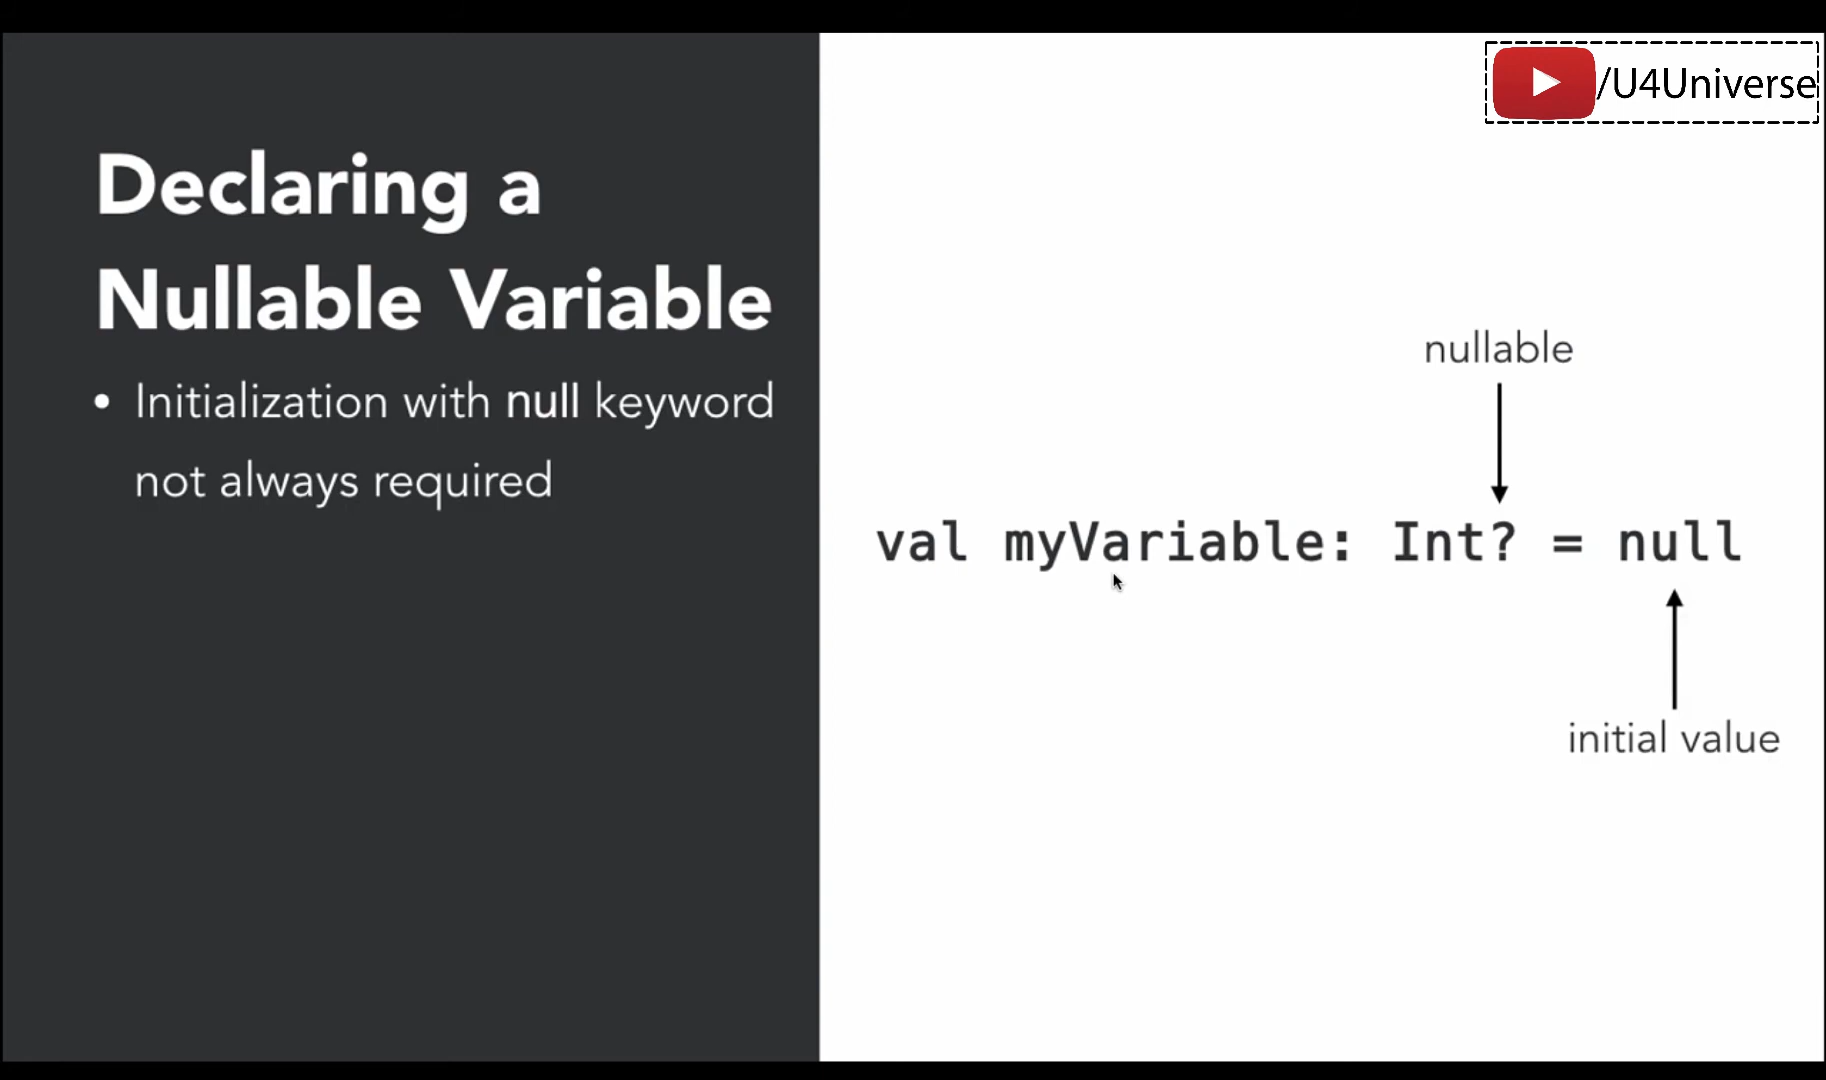 /U4Universe
Declaring a
Nullable Variable
• Initialization with null keyword
not always required
nullable
val myVariable: Int? = null
initial value